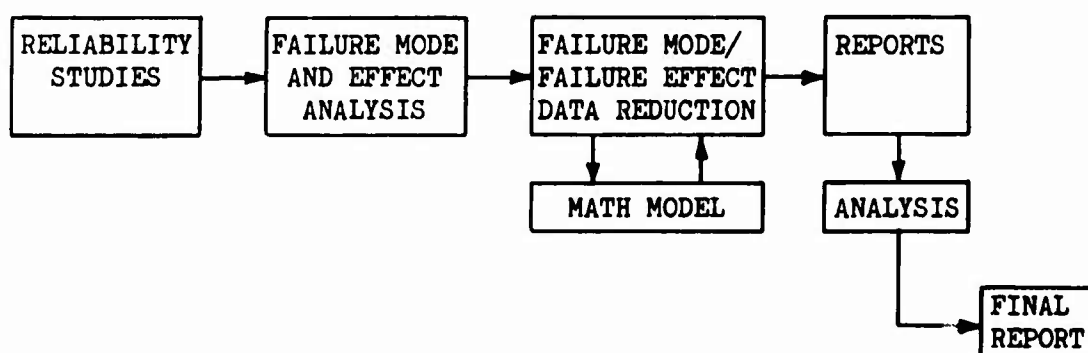 RELIABILITY
STUDIES
FAILURE MODE
AND EFFECT
ANALYSIS
FAILURE MODE/
FAILURE EFFECT
DATA REDUCTION
REPORTS
MATH MODEL
ANALYSIS
FINAL
REPORT